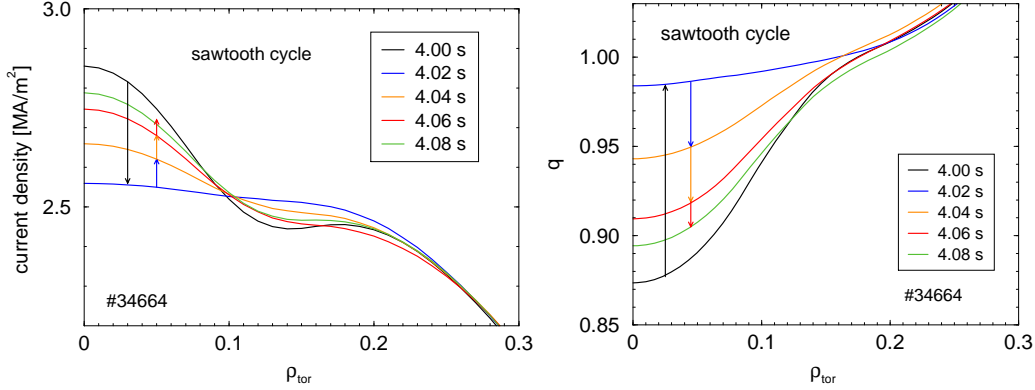 3.0
sawtooth cycle
4.00 s
4.02 s
4.04 s
4.06 s
4.08 s
2.5
current density [MA/m²]
#34664
0.0
0.1
0.2
0.3
ρtor
sawtooth cycle
1.00
0.95
q
0.90
0.85
4.00 s
4.02 s
4.04 s
4.06 s
4.08 s
#34664
0.0
0.1
0.2
0.3
ρtor